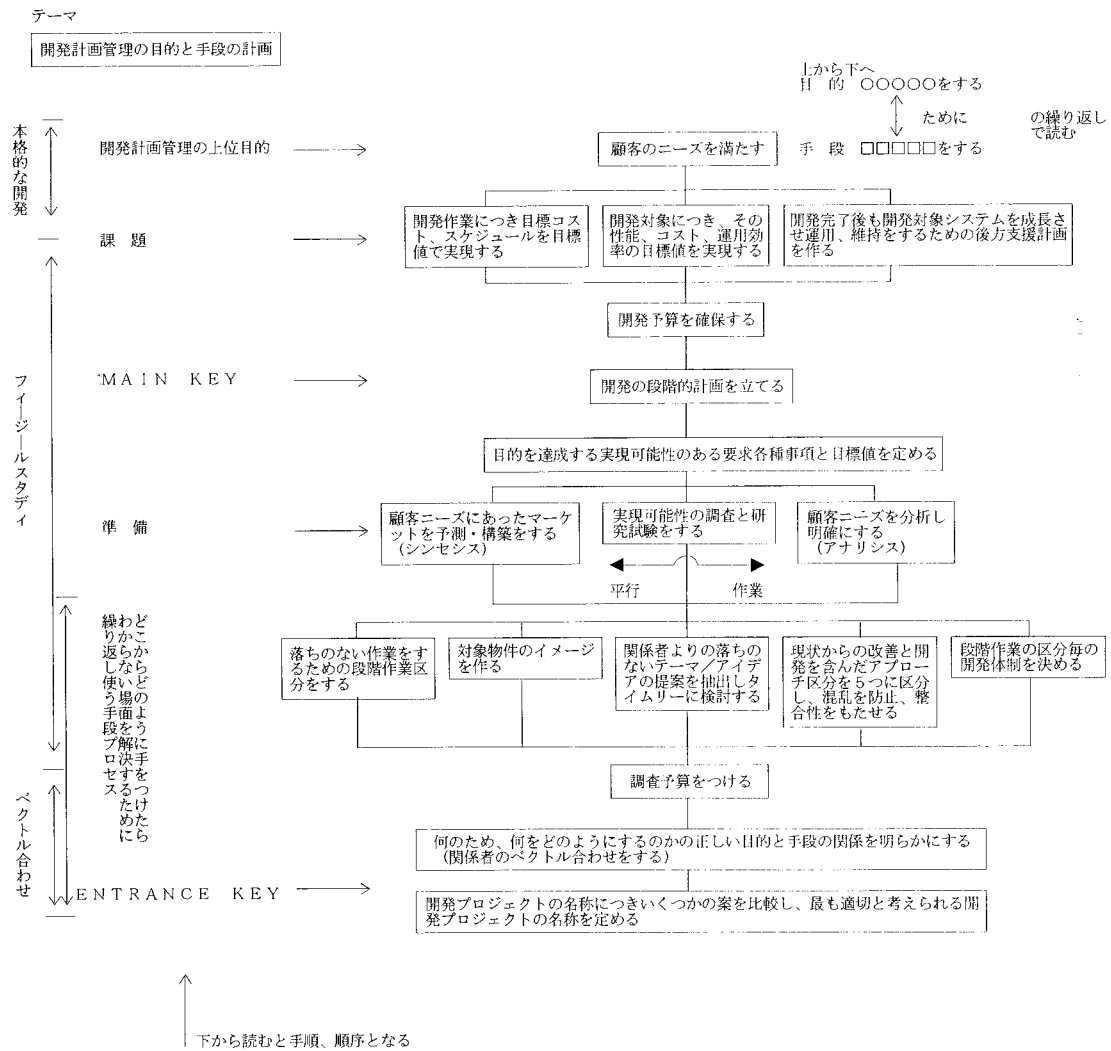 テーマ
開発計画管理の目的と手段の計画
上から下へ
目 的 ○○○○○をする
ために
の繰り返し
で読む
手 段 □□□□□をする
本格的な開発
開発計画管理の上位目的
顧客のニーズを満たす
課 題
開発作業につき目標コス
ト、スケジュールを目標
値で実現する
開発対象につき、その
性能、コスト、運用効
率の目標値を実現する
開発完了後も開発対象システムを成長さ
せ運用、維持をするための後方支援計画
を作る
開発予算を確保する
フィージールスタディ
MAIN KEY
開発の段階的計画を立てる
目的を達成する実現可能性のある要求各種事項と目標値を定める
準 備
顧客ニーズにあったマーケ
ットを予測・構築をする
(シンセシス)
実現可能性の調査と研
究試験をする
顧客ニーズを分析し
明確にする
(アナリシス)
平行 作業
どこからどのように手をつけたら
わからない場面を解決するために
繰り返し使う手段プロセス
落ちのない作業をす
るための段階作業区
分をする
対象物件のイメージ
を作る
関係者よりの落ちの
ないテーマ/アイデ
アの提案を抽出しタ
イムリーに検討する
現状からの改善と開
発を含んだアプロー
チ区分を5つに区分
し、混乱を防止、整
合性をもたせる
段階作業の区分毎の
開発体制を決める
調査予算をつける
ベクトル合わせ
何のため、何をどのようにするのかの正しい目的と手段の関係を明らかにする
(関係者のベクトル合わせをする)
ENTRANCE KEY
開発プロジェクトの名称につきいくつかの案を比較し、最も適切と考えられる開
発プロジェクトの名称を定める
下から読むと手順、順序となる